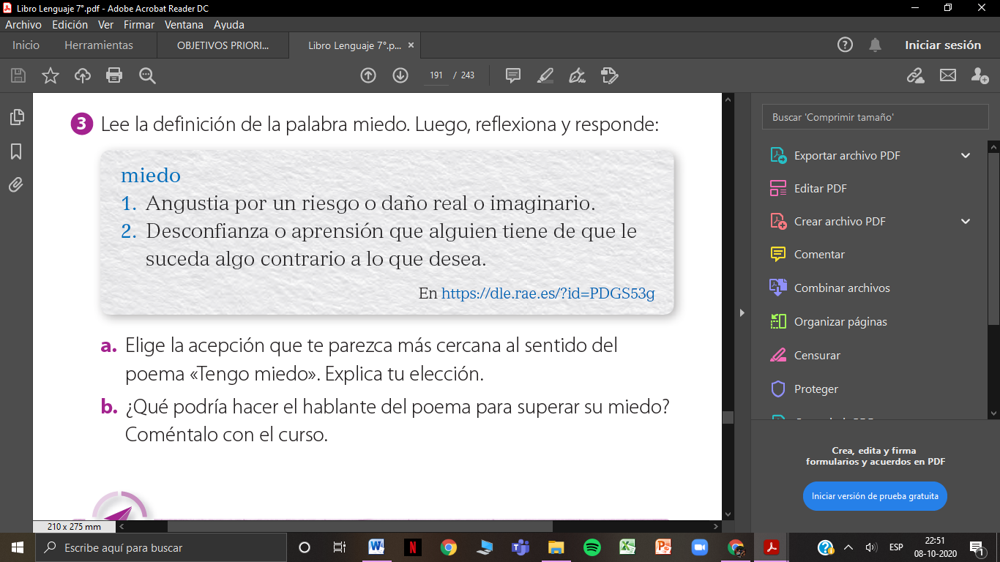 Libro Lenguaje 7°.pdf - Adobe Acrobat Reader DC
Archivo Edición Ver Firmar Ventana Ayuda
Inicio Herramientas OBJETIVOS PRIORI... Libro Lenguaje 7°.p... × Iniciar sesión
191 / 243
3 Lee la definición de la palabra miedo. Luego, reflexiona y responde:
miedo
1. Angustia por un riesgo o daño real o imaginario.
2. Desconfianza o aprensión que alguien tiene de que le
suceda algo contrario a lo que desea.
En https://dle.rae.es/?id=PDGS53g
a. Elige la acepción que te parezca más cercana al sentido del
poema «Tengo miedo». Explica tu elección.
b. ¿Qué podría hacer el hablante del poema para superar su miedo?
Coméntalo con el curso.
210 x 275 mm
Buscar 'Comprimir tamaño'
Exportar archivo PDF
Editar PDF
Crear archivo PDF
Comentar
Combinar archivos
Organizar páginas
Censurar
Proteger
Crea, edita y firma
formularios y acuerdos en PDF
Iniciar versión de prueba gratuita
Escribe aquí para buscar
ESP
22:51
08-10-2020
1